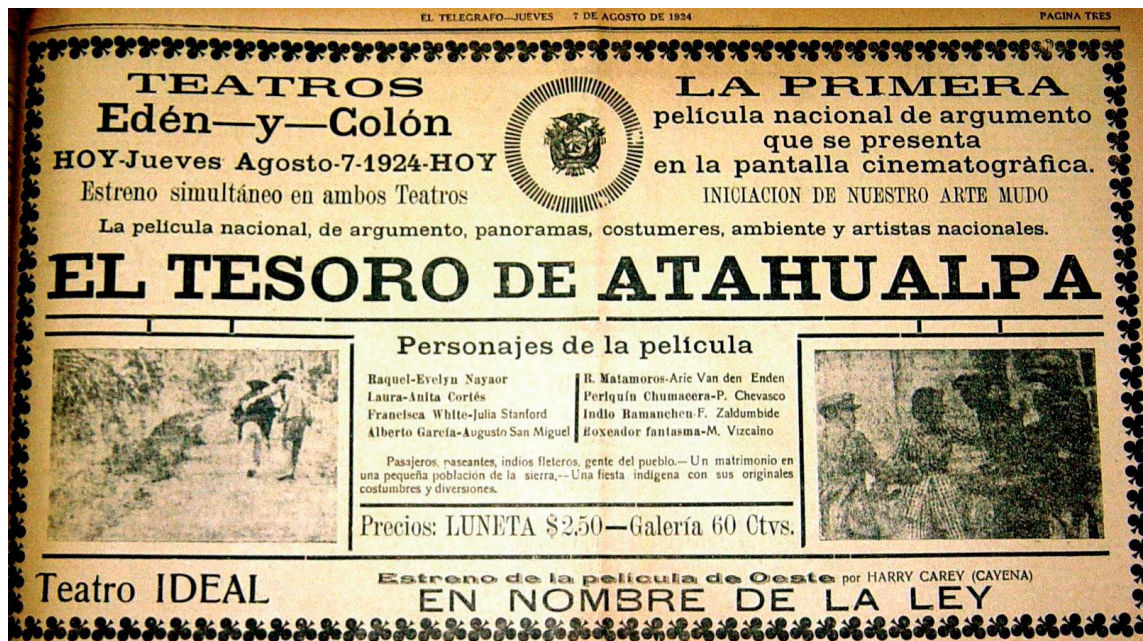 EL TELEGRAFO--JUEVES 7 DE AGOSTO DE 1924
PAGINA TRES
TEATROS
Edén—y—Colón
HOY-Jueves Agosto-7-1924-HOY
Estreno simultáneo en ambos Teatros
LA PRIMERA
película nacional de argumento
que se presenta
en la pantalla cinematogràfica.
INICIACION DE NUESTRO ARTE MUDO
La película nacional, de argumento, panoramas, costumeres, ambiente y artistas nacionales.
EL TESORO DE ATAHUALPA
Personajes de la película
Raquel-Evelyn Nayaor
Laura-Anita Cortés
Francisca White-Julia Stanford
Alberto García-Augusto San Miguel
R. Matamoros-Arie Van den Enden
Periquín Chumacera-P. Chevasco
Indio Ramanchen-F. Zaldumbide
Boxeador fantasma-M. Vizcaino
Pasajeros, paseantes, indios fleteros, gente del pueblo.—Un matrimonio en
una pequeña población de la sierra,--Una fiesta indígena con sus originales
costumbres y diversiones.
Precios: LUNETA $2.50—Galería 60 Ctvs.
Teatro IDEAL
Estreno de la película de Oeste por HARRY CAREY (CAYENA)
EN NOMBRE DE LA LEY